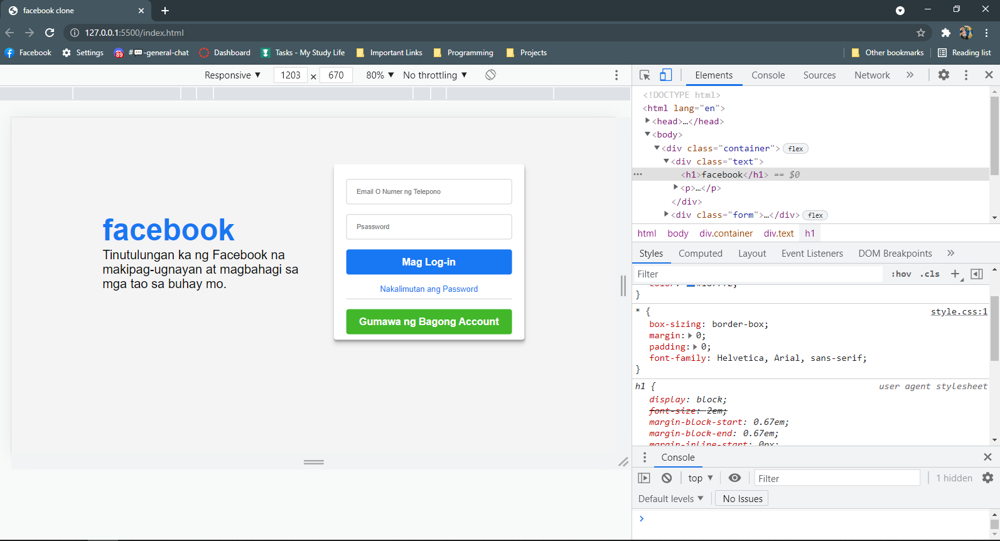 facebook clone
127.0.0.1:5500/index.html
Facebook
Settings
89
#💬-general-chat
Dashboard
Tasks - My Study Life
Important Links
Programming
Projects
Other bookmarks
Reading list
Responsive ▼ 1203 × 670 80% ▼ No throttling ▼
facebook
Tinutulungan ka ng Facebook na
makipag-ugnayan at magbahagi sa
mga tao sa buhay mo.
Email O Numer ng Telepono
Psassword
Mag Log-in
Nakalimutan ang Password
Gumawa ng Bagong Account
Elements Console Sources Network »
<!DOCTYPE html>
<html lang="en">
▶<head>…</head>
▼<body>
▼<div class="container"> flex
▼<div class="text">
<h1>facebook</h1> == $0
▶<p>…</p>
</div>
▶<div class="form">…</div> flex
html body div.container div.text h1
Styles Computed Layout Event Listeners DOM Breakpoints »
Filter :hov .cls +
color: #1877f2;
}
* { style.css:1
box-sizing: border-box;
margin:▶ 0;
padding:▶ 0;
font-family: Helvetica, Arial, sans-serif;
}
h1 { user agent stylesheet
display: block;
font-size: 2em;
margin-block-start: 0.67em;
margin-block-end: 0.67em;
margin-inline-start: 0px;
Console
top ▼ Filter 1 hidden
Default levels ▼ No Issues